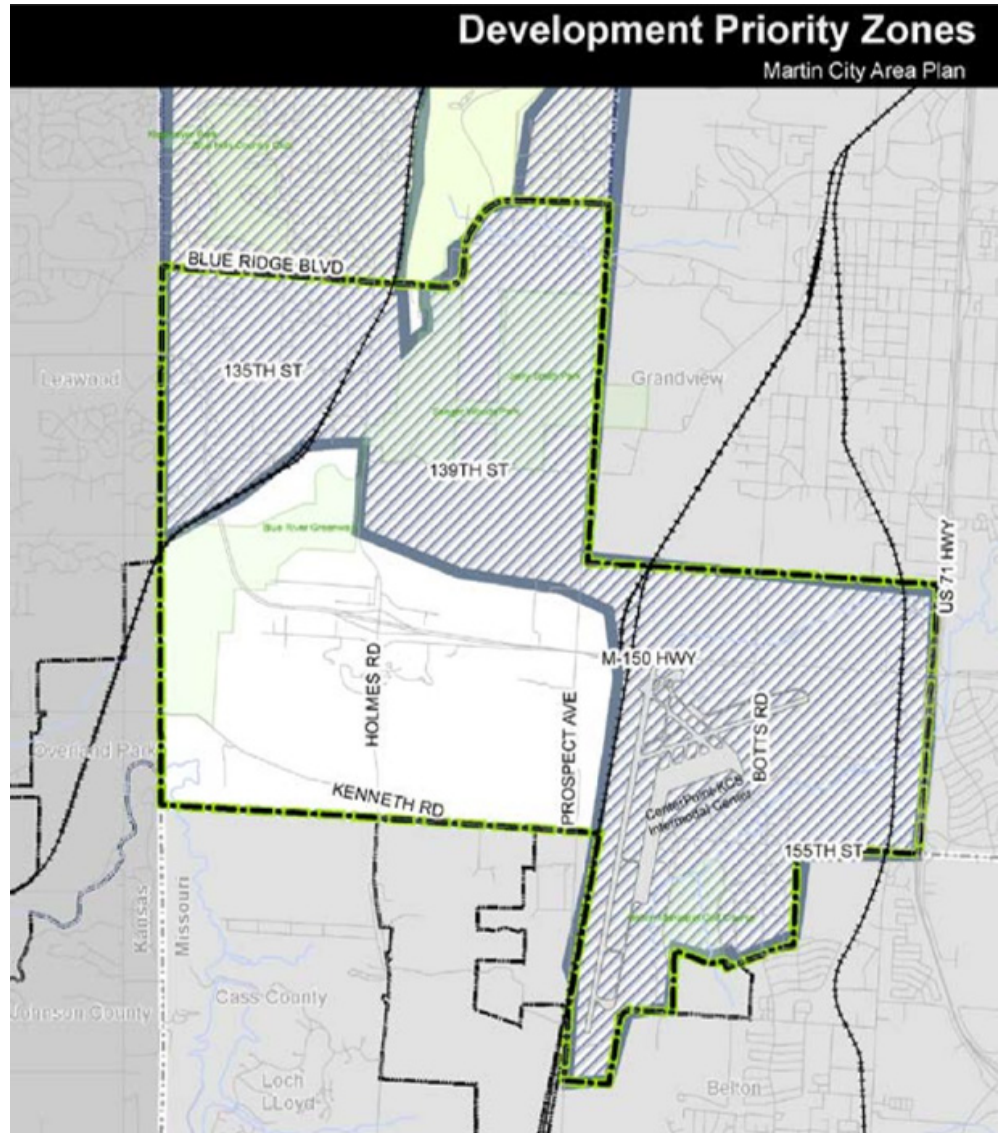 Development Priority Zones
Martin City Area Plan
BLUE RIDGE BLVD
135TH ST
Leawood
Grandview
139TH ST
Blue River Greenway
US 71 HWY
M-150 HWY
HOLMES RD
PROSPECT AVE
BOTTS RD
Overland Park
KENNETH RD
CenterPoint-KCS
Intermodal Center
155TH ST
Kansas
Missouri
Cass County
Johnson County
Loch
LLoyd
Belton